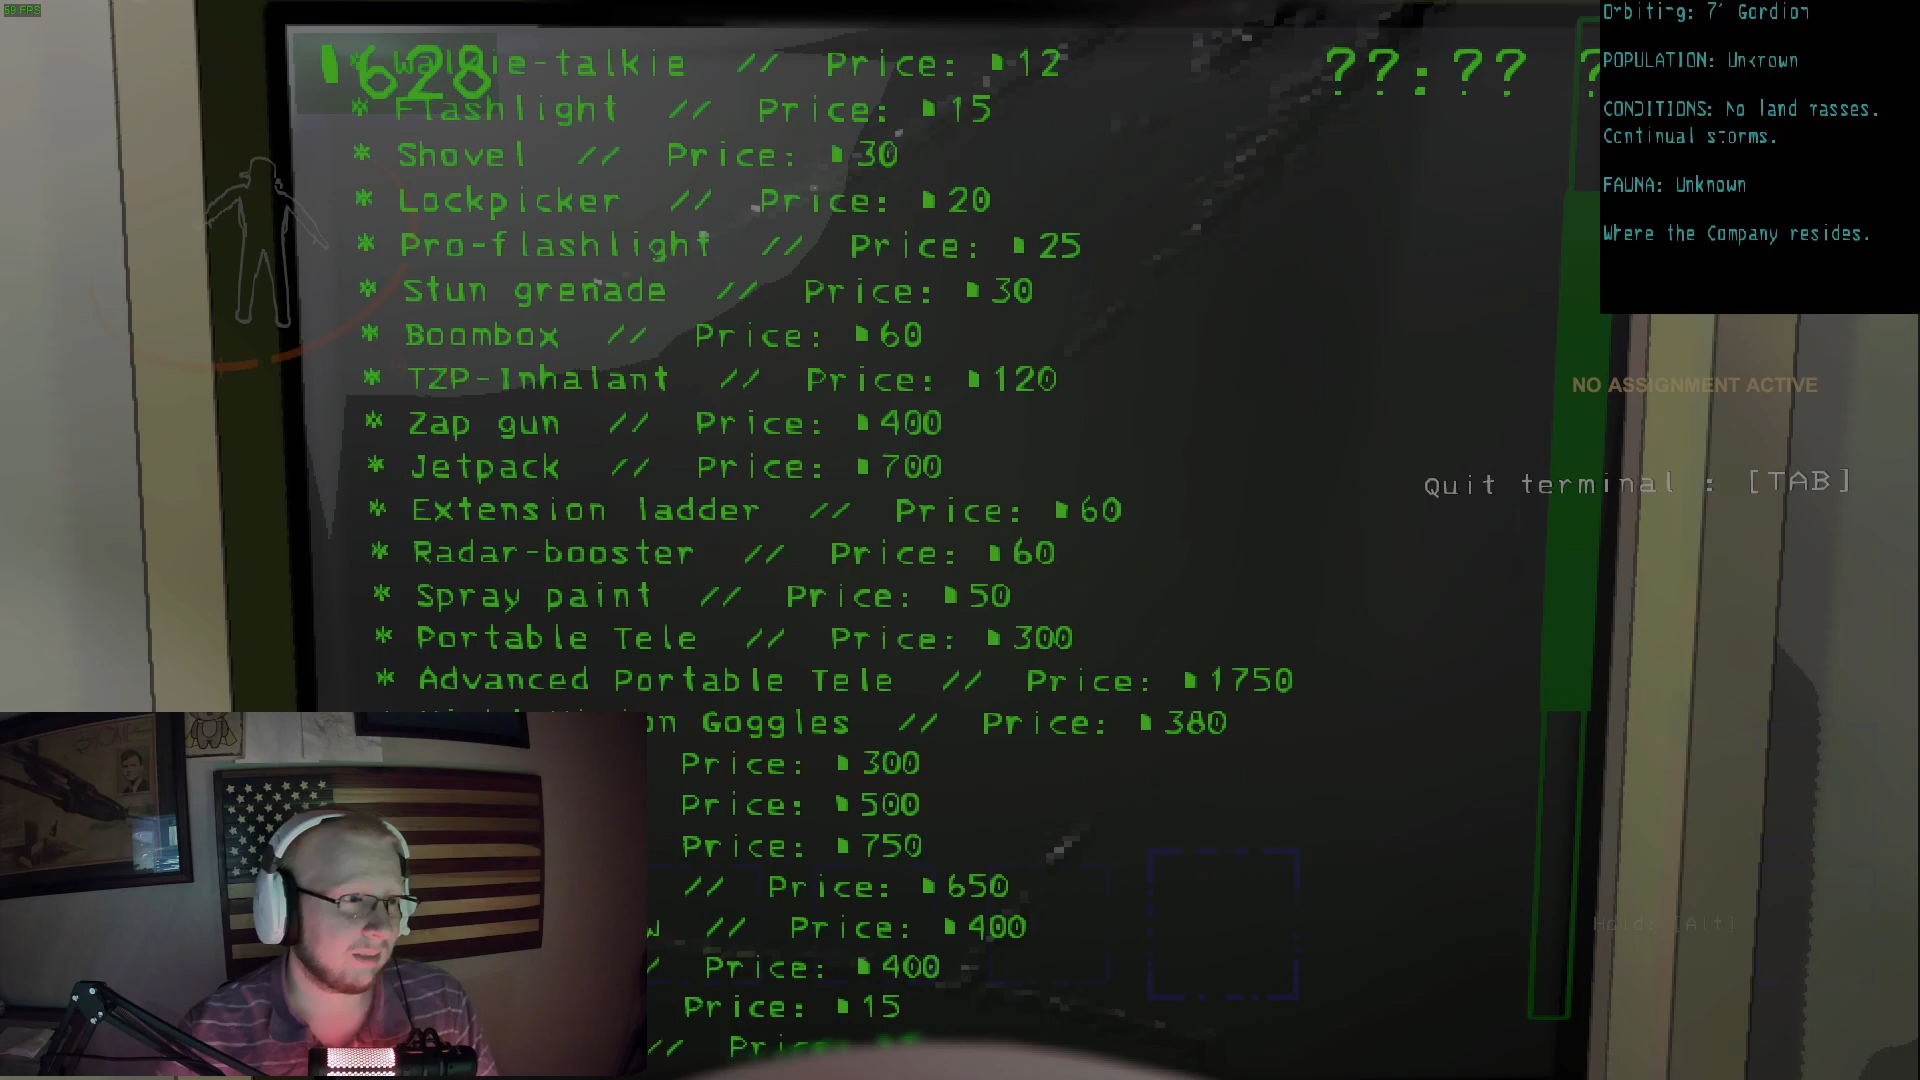 59 FPS
628
* Walkie-talkie // Price: 12
* Flashlight // Price: 15
* Shovel // Price: 30
* Lockpicker // Price: 20
* Pro-flashlight // Price: 25
* Stun grenade // Price: 30
* Boombox // Price: 60
* TZP-Inhalant // Price: 120
* Zap gun // Price: 400
* Jetpack // Price: 700
* Extension ladder // Price: 60
* Radar-booster // Price: 60
* Spray paint // Price: 50
* Portable Tele // Price: 300
* Advanced Portable Tele // Price: 1750
Goggles // Price: 380
Price: 300
Price: 500
Price: 750
// Price: 650
// Price: 400
Price: 400
Price: 15
//
??:?? ?
Orbiting: 71 Gordion
POPULATION: Unknown
CONDITIONS: No land masses.
Continual storms.
FAUNA: Unknown
Where the Company resides.
NO ASSIGNMENT ACTIVE
Quit terminal : [TAB]
Hold: [Alt]